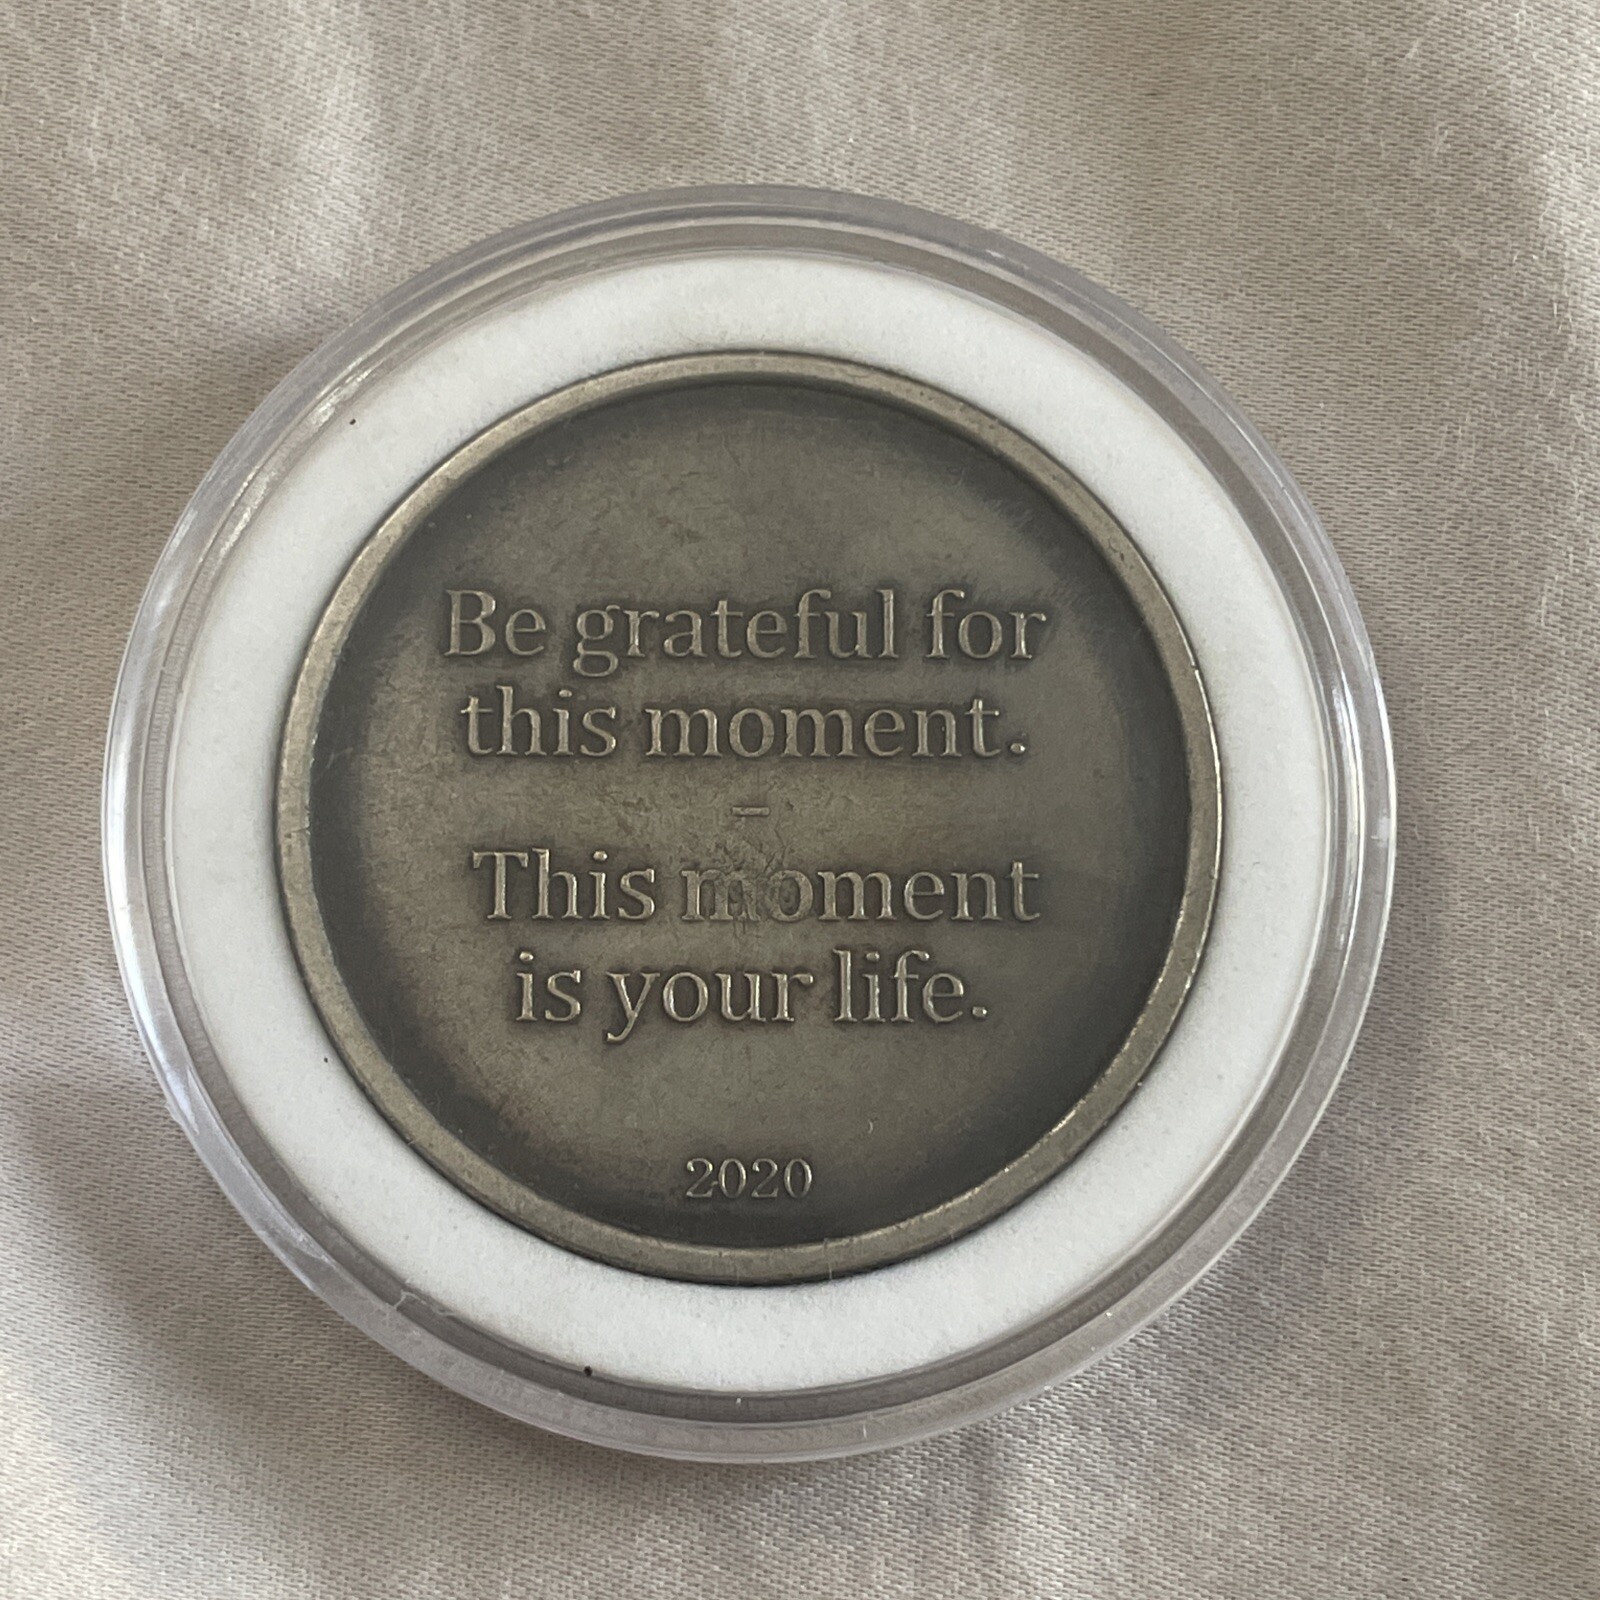 Be grateful for
this moment.
–
This moment
is your life.
2020